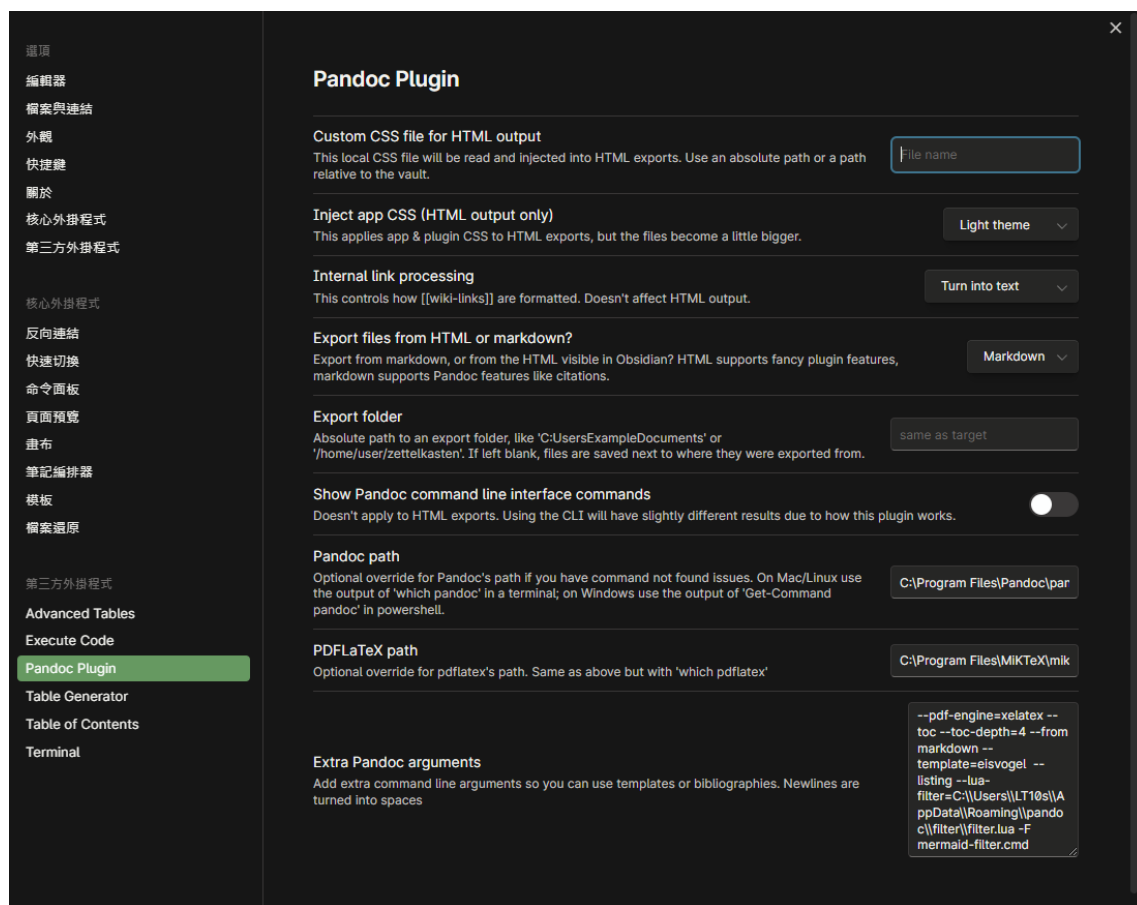 選項
編輯器
檔案與連結
外觀
快捷鍵
關於
核心外掛程式
第三方外掛程式
核心外掛程式
反向連結
快速切換
命令面板
頁面預覽
畫布
筆記編排器
模板
檔案還原
第三方外掛程式
Advanced Tables
Execute Code
Pandoc Plugin
Table Generator
Table of Contents
Terminal
Pandoc Plugin
Custom CSS file for HTML output
This local CSS file will be read and injected into HTML exports. Use an absolute path or a path
relative to the vault.
File name
Inject app CSS (HTML output only)
This applies app & plugin CSS to HTML exports, but the files become a little bigger.
Light theme
Internal link processing
This controls how [[wiki-links]] are formatted. Doesn't affect HTML output.
Turn into text
Export files from HTML or markdown?
Export from markdown, or from the HTML visible in Obsidian? HTML supports fancy plugin features,
markdown supports Pandoc features like citations.
Markdown
Export folder
Absolute path to an export folder, like 'C:UsersExampleDocuments' or
'/home/user/zettelkasten'. If left blank, files are saved next to where they were exported from.
same as target
Show Pandoc command line interface commands
Doesn't apply to HTML exports. Using the CLI will have slightly different results due to how this plugin works.
Pandoc path
Optional override for Pandoc's path if you have command not found issues. On Mac/Linux use
the output of 'which pandoc' in a terminal; on Windows use the output of 'Get-Command
pandoc' in powershell.
C:\Program Files\Pandoc\par
PDFLaTeX path
Optional override for pdflatex's path. Same as above but with 'which pdflatex'
C:\Program Files\MiKTeX\mik
Extra Pandoc arguments
Add extra command line arguments so you can use templates or bibliographies. Newlines are
turned into spaces
--pdf-engine=xelatex --
toc --toc-depth=4 --from
markdown --
template=eisvogel --
listing --lua-
filter=C:\\Users\\LT10s\\A
ppData\\Roaming\\pando
c\\filter\\filter.lua -F
mermaid-filter.cmd